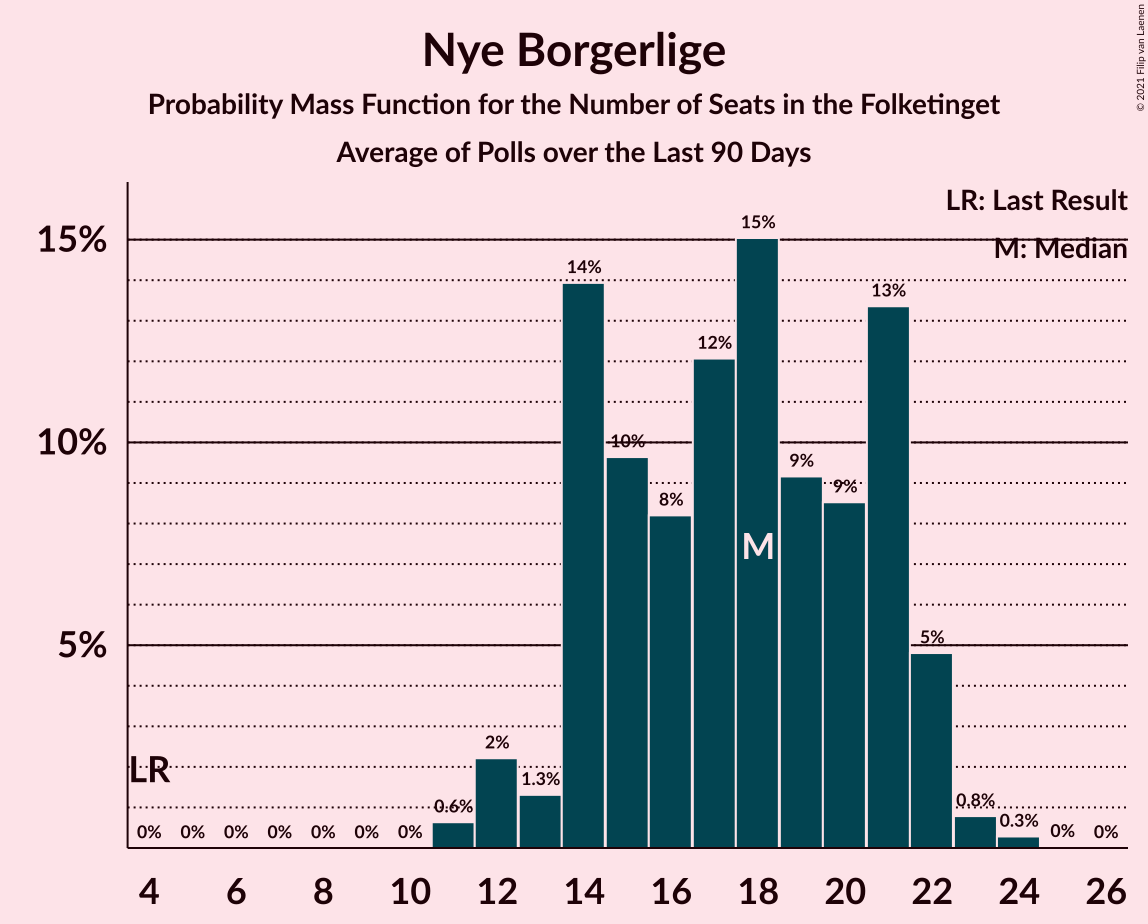 Nye Borgerlige
Probability Mass Function for the Number of Seats in the Folketinget
Average of Polls over the Last 90 Days
© 2021 Filip van Laenen
LR: Last Result
M: Median
15%
10%
5%
0% 0% 0% 0% 0% 0% 0% 0.6% 2% 1.3% 14% 10% 8% 12% 15% 9% 9% 13% 5% 0.8% 0.3% 0% 0%
LR
M
4 6 8 10 12 14 16 18 20 22 24 26